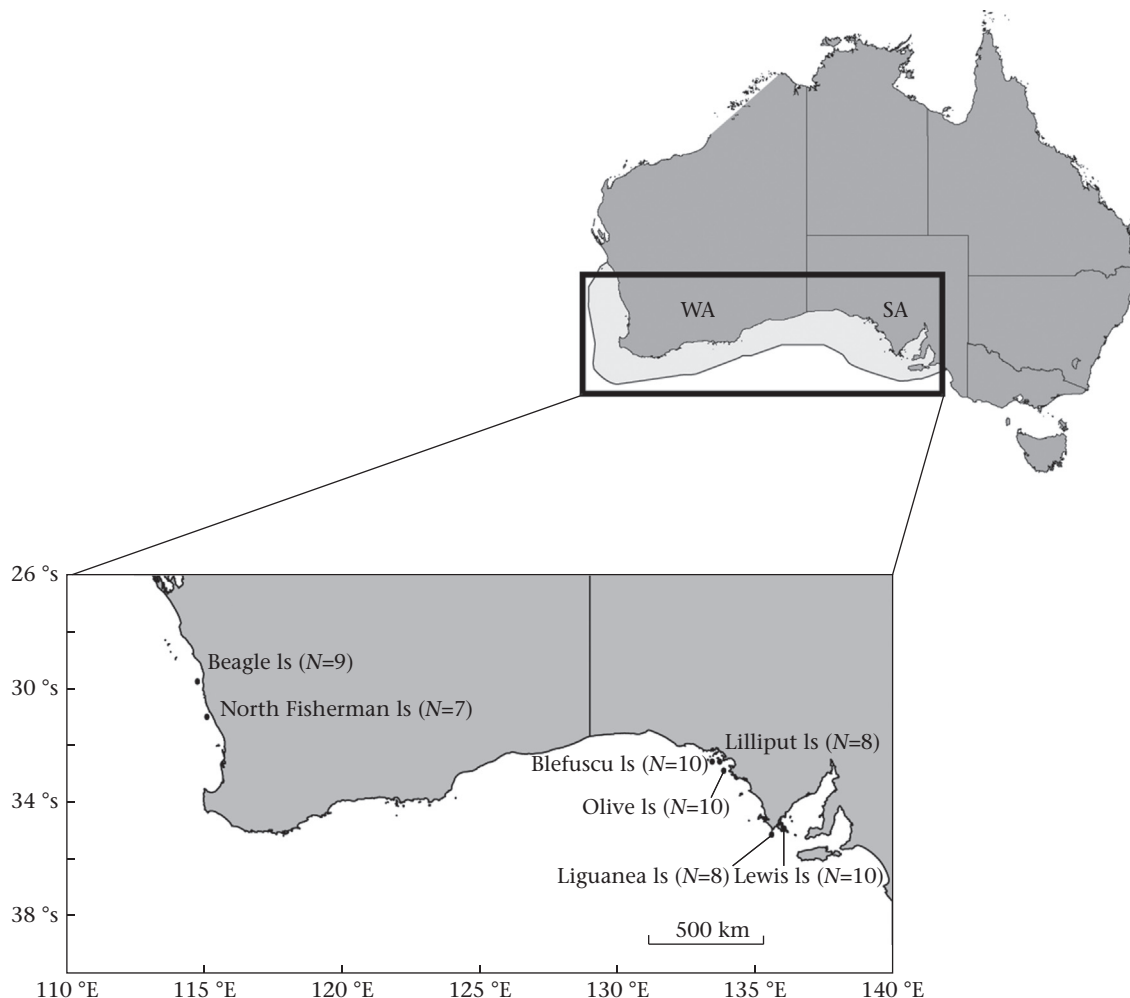 WA
SA
26 °s
30 °s
34 °s
38 °s
Beagle ls (N=9)
North Fisherman ls (N=7)
Lilliput ls (N=8)
Blefuscu ls (N=10)
Olive ls (N=10)
Liguanea ls (N=8)
Lewis ls (N=10)
500 km
110 °E
115 °E
120 °E
125 °E
130 °E
135 °E
140 °E